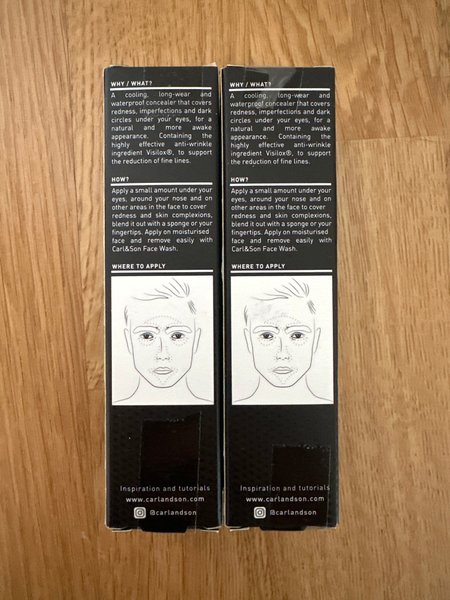 WHY / WHAT?
A cooling, long-wear and
waterproof concealer that covers
redness, imperfections and dark
circles under your eyes, for a
natural and more awake
appearance. Containing the
highly effective anti-wrinkle
ingredient Visilox®, to support
the reduction of fine lines.
HOW?
Apply a small amount under your
eyes, around your nose and on
other areas in the face to cover
redness and skin complexions,
blend it out with a sponge or your
fingertips. Apply on moisturised
face and remove easily with
Carl&Son Face Wash.
WHERE TO APPLY
Inspiration and tutorials
www.carlandson.com
@carlandson
WHY / WHAT?
A cooling, long-wear and
waterproof concealer that covers
redness, imperfections and dark
circles under your eyes, for a
natural and more awake
appearance. Containing the
highly effective anti-wrinkle
ingredient Visilox®, to support
the reduction of fine lines.
HOW?
Apply a small amount under your
eyes, around your nose and on
other areas in the face to cover
redness and skin complexions,
blend it out with a sponge or your
fingertips. Apply on moisturised
face and remove easily with
Carl&Son Face Wash.
WHERE TO APPLY
Inspiration and tutorials
www.carlandson.com
@carlandson